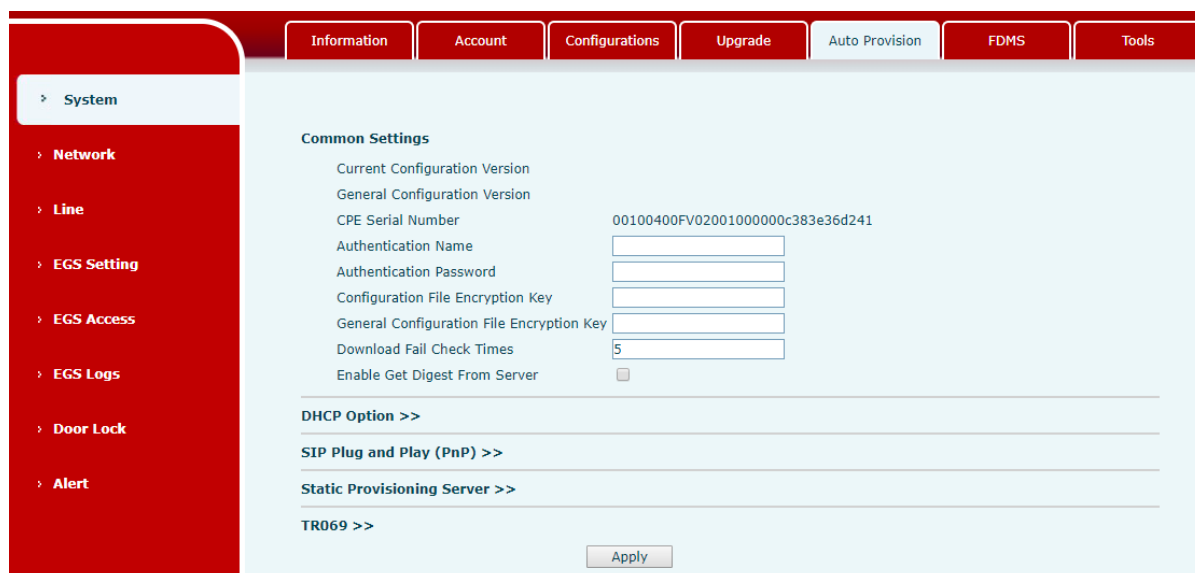 Information Account Configurations Upgrade Auto Provision FDMS Tools
System
Network
Line
EGS Setting
EGS Access
EGS Logs
Door Lock
Alert
Common Settings
Current Configuration Version
General Configuration Version
CPE Serial Number 00100400FV02001000000c383e36d241
Authentication Name
Authentication Password
Configuration File Encryption Key
General Configuration File Encryption Key
Download Fail Check Times 5
Enable Get Digest From Server
DHCP Option >>
SIP Plug and Play (PnP) >>
Static Provisioning Server >>
TR069 >>
Apply